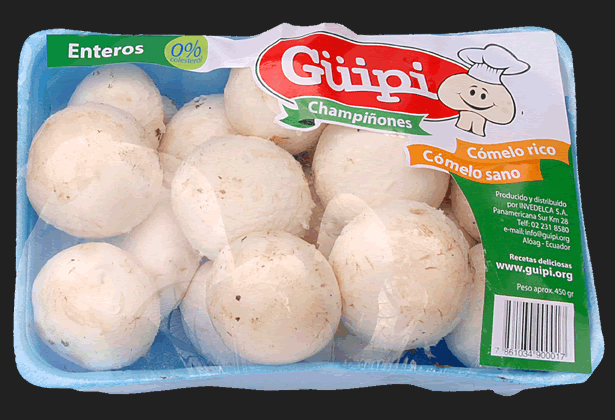 Enteros
0%
colesterol
Güipi
Champiñones
Cómelo rico
Cómelo sano
Producido y distribuido
por INVEDELCA S.A.
Panamericana Sur Km 28
Telf: 02 231 8580
e-mail: info@guipi.org
Alóag - Ecuador
Recetas deliciosas
www.guipi.org
Peso aprox. 450 gr
7 861034 900017